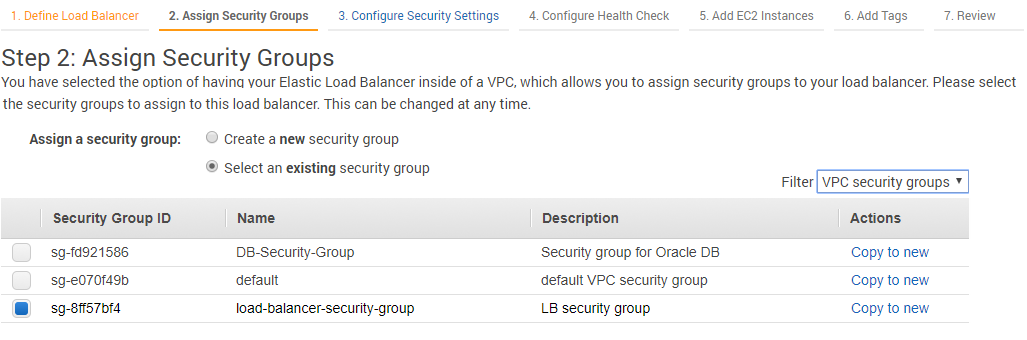 1. Define Load Balancer 2. Assign Security Groups 3. Configure Security Settings 4. Configure Health Check 5. Add EC2 Instances 6. Add Tags 7. Review
Step 2: Assign Security Groups
You have selected the option of having your Elastic Load Balancer inside of a VPC, which allows you to assign security groups to your load balancer. Please select
the security groups to assign to this load balancer. This can be changed at any time.
Assign a security group: Create a new security group
Select an existing security group
Filter VPC security groups
Security Group ID Name Description Actions
sg-fd921586 DB-Security-Group Security group for Oracle DB Copy to new
sg-e070f49b default default VPC security group Copy to new
sg-8ff57bf4 load-balancer-security-group LB security group Copy to new